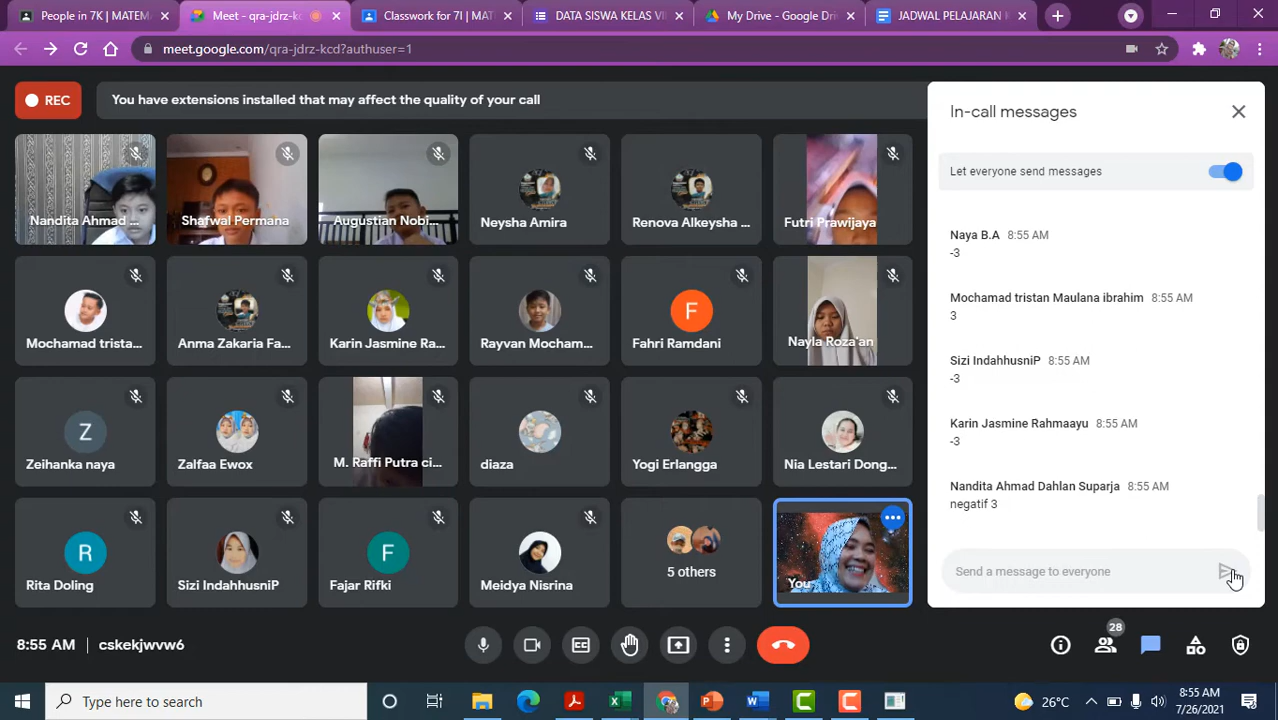 People in 7K | MATEM
Meet - qra-jdrz-kc
Classwork for 7I | MAT
DATA SISWA KELAS VI
My Drive - Google Dri
JADWAL PELAJARAN
meet.google.com/qra-jdrz-kcd?authuser=1
REC
You have extensions installed that may affect the quality of your call
In-call messages
Let everyone send messages
Nandita Ahmad ...
Shafwal Permana
Augustian Nobi...
Neysha Amira
Renova Alkeysha ...
Futri Prawijaya
Naya B.A 8:55 AM
-3
Mochamad tristan Maulana ibrahim 8:55 AM
3
Sizi IndahhusniP 8:55 AM
-3
Karin Jasmine Rahmaayu 8:55 AM
-3
Nandita Ahmad Dahlan Suparja 8:55 AM
negatif 3
Send a message to everyone
Mochamad trista...
Anma Zakaria Fa...
Karin Jasmine Ra...
Rayvan Mocham...
F
Fahri Ramdani
Nayla Roza'an
Z
Zeihanka naya
Zalfaa Ewox
M. Raffi Putra ci...
diaza
Yogi Erlangga
Nia Lestari Dong...
R
Rita Doling
Sizi IndahhusniP
F
Fajar Rifki
Meidya Nisrina
5 others
You
8:55 AM | cskekjwvw6
CC
28
Type here to search
26°C
8:55 AM
7/26/2021